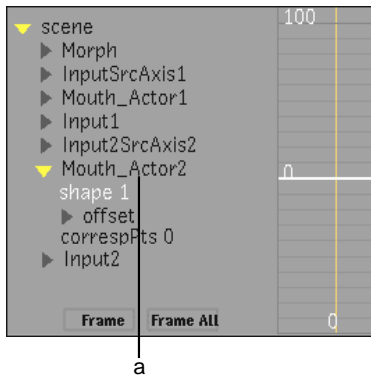 scene
100
Morph
InputSrcAxis1
Mouth_Actor1
Input1
Input2SrcAxis2
Mouth_Actor2
0
shape 1
offset
correspPts 0
Input2
Frame Frame All
0
a